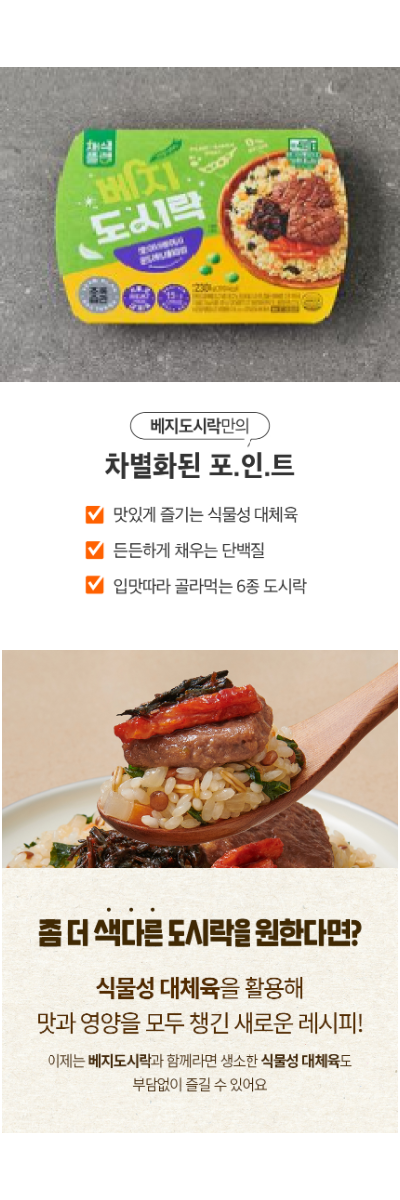 채식
베지
도시락
230
베지도시락만의
차별화된 포.인.트
맛있게 즐기는 식물성 대체육
든든하게 채우는 단백질
입맛따라 골라먹는 6종 도시락
좀 더 색다른 도시락을 원한다면?
식물성 대체육을 활용해
맛과 영양을 모두 챙긴 새로운 레시피!
이제는 베지도시락과 함께라면 생소한 식물성 대체육도
부담없이 즐길 수 있어요